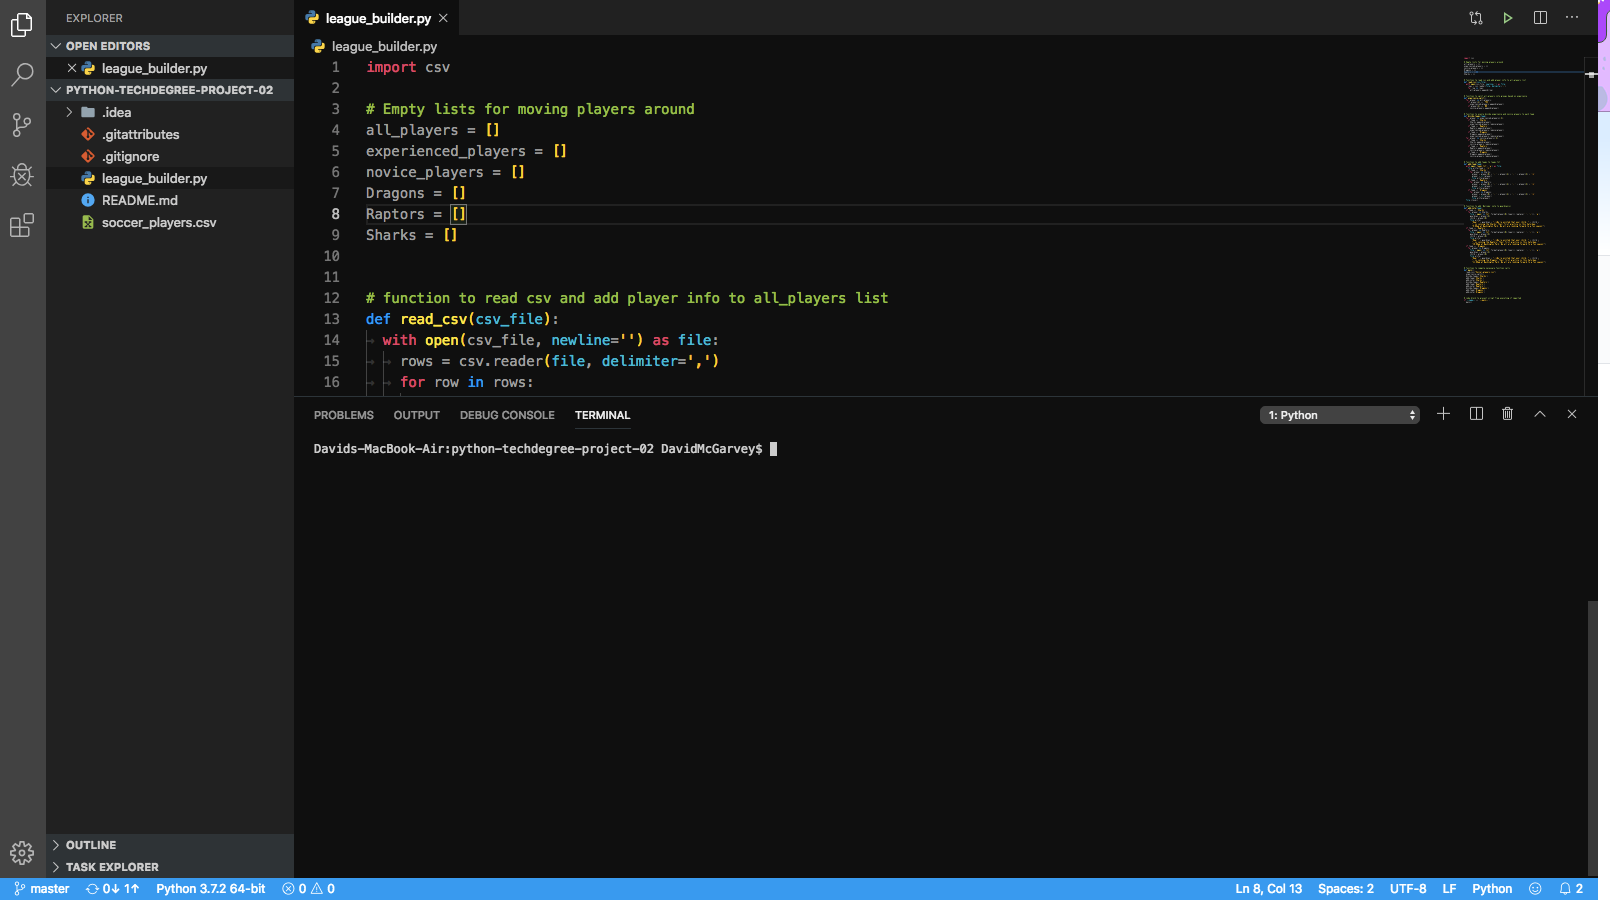 EXPLORER
OPEN EDITORS
league_builder.py
PYTHON-TECHDEGREE-PROJECT-02
.idea
.gitattributes
.gitignore
league_builder.py
README.md
soccer_players.csv
OUTLINE
TASK EXPLORER
league_builder.py
league_builder.py
1 import csv
2
3 # Empty lists for moving players around
4 all_players = []
5 experienced_players = []
6 novice_players = []
7 Dragons = []
8 Raptors = []
9 Sharks = []
10
11
12 # function to read csv and add player info to all_players list
13 def read_csv(csv_file):
14 with open(csv_file, newline='') as file:
15 rows = csv.reader(file, delimiter=',')
16 for row in rows:
PROBLEMS OUTPUT DEBUG CONSOLE TERMINAL 1: Python
Davids-MacBook-Air:python-techdegree-project-02 DavidMcGarvey$
master 0↓ 1↑ Python 3.7.2 64-bit 0 0 Ln 8, Col 13 Spaces: 2 UTF-8 LF Python 2